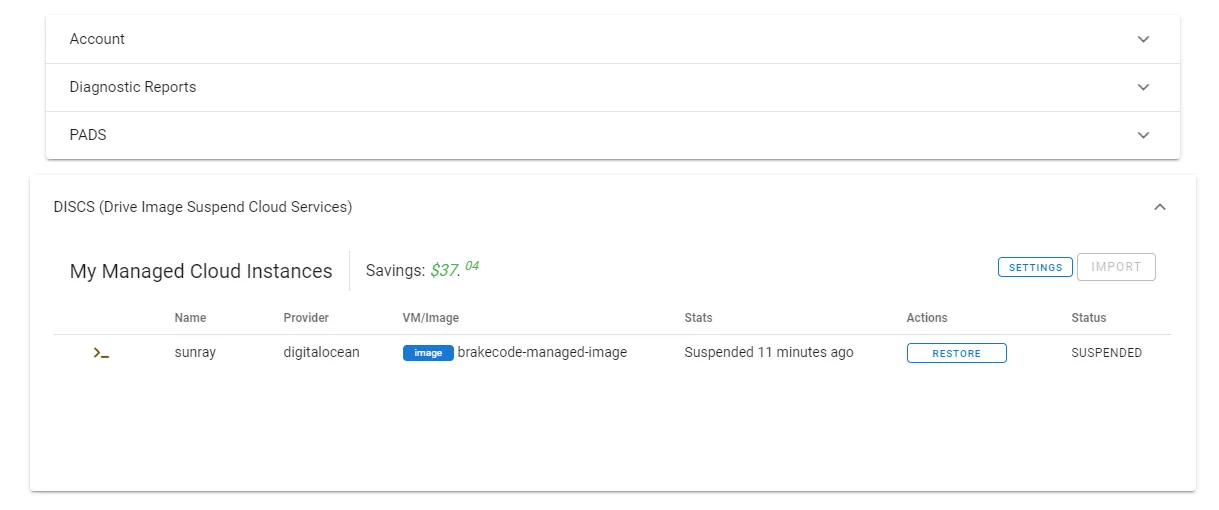 Account
Diagnostic Reports
PADS
DISCS (Drive Image Suspend Cloud Services)
My Managed Cloud Instances Savings: $37.04 SETTINGS IMPORT
Name Provider VM/Image Stats Actions Status
sunray digitalocean image brakecode-managed-image Suspended 11 minutes ago RESTORE SUSPENDED